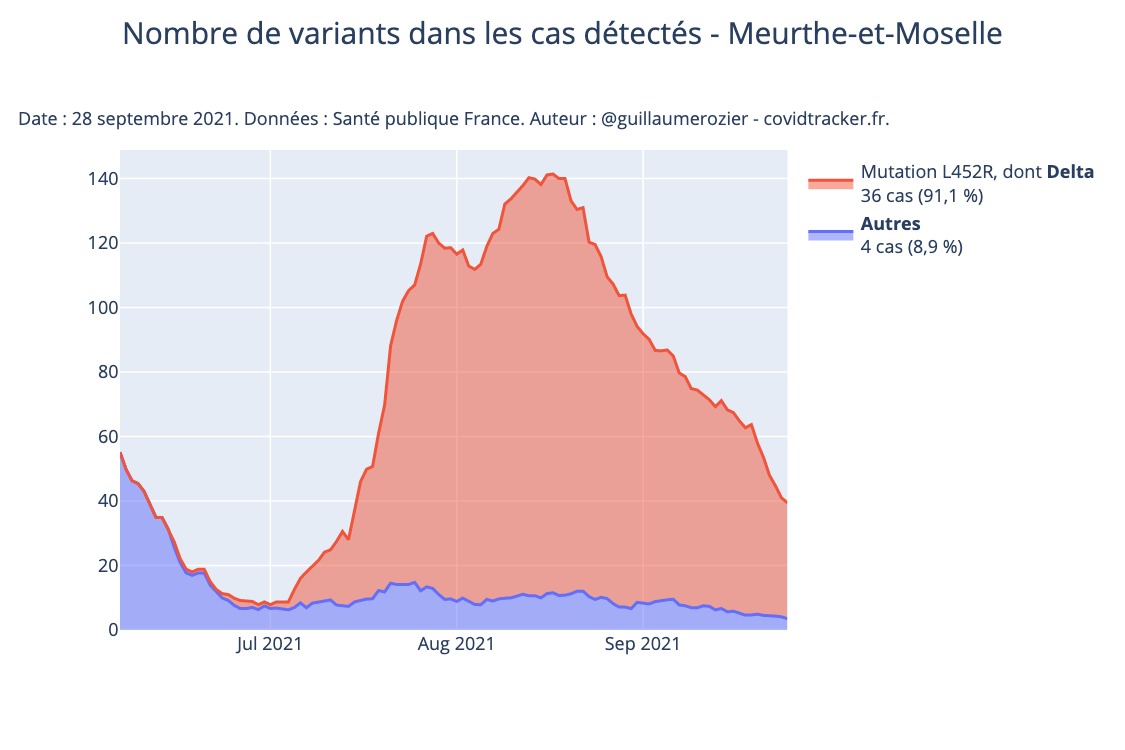 Nombre de variants dans les cas détectés - Meurthe-et-Moselle
Date : 28 septembre 2021. Données : Santé publique France. Auteur : @guillaumerozier - covidtracker.fr.
Mutation L452R, dont Delta
36 cas (91,1 %)
Autres
4 cas (8,9 %)
140
120
100
80
60
40
20
0
Jul 2021 Aug 2021 Sep 2021